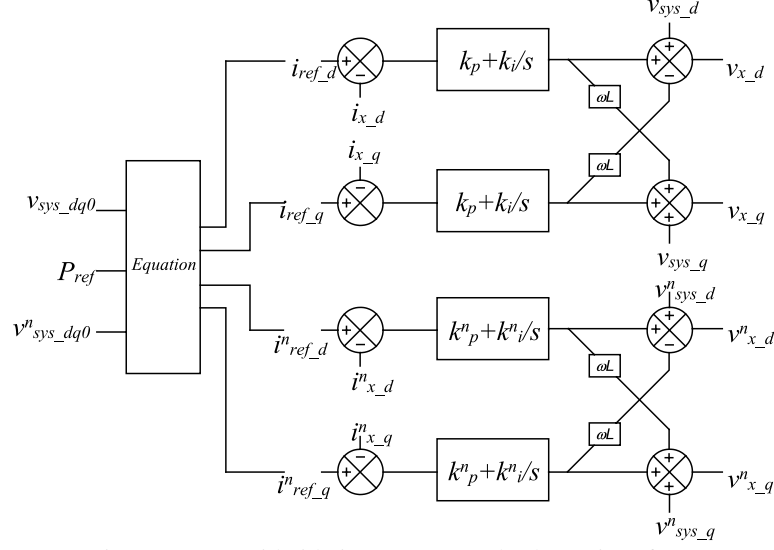 v_sys_d
i_ref_d
+
−
i_x_d
k_p+k_i/s
ωL
+
+
−
v_x_d
i_x_q
i_ref_q
−
+
k_p+k_i/s
ωL
+
+
+
v_x_q
v_sys_q
v_sys_dq0
P_ref
v^n_sys_dq0
Equation
v^n_sys_d
i^n_ref_d
+
−
i^n_x_d
k^n_p+k^n_i/s
ωL
+
+
−
v^n_x_d
i^n_x_q
i^n_ref_q
−
+
k^n_p+k^n_i/s
ωL
+
+
+
v^n_x_q
v^n_sys_q